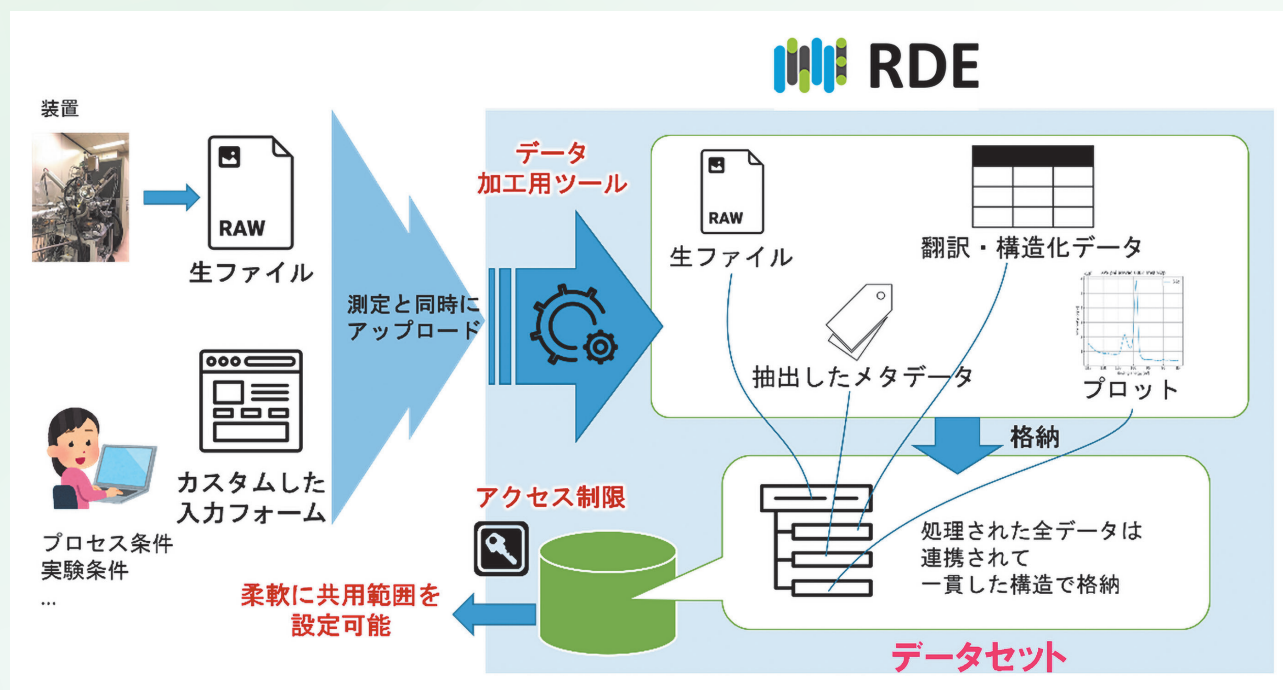 RDE
装置
RAW
生ファイル
カスタムした
入力フォーム
プロセス条件
実験条件
...
測定と同時に
アップロード
データ
加工用ツール
RAW
生ファイル
翻訳・構造化データ
抽出したメタデータ
プロット
格納
処理された全データは
連携されて
一貫した構造で格納
データセット
アクセス制限
柔軟に共用範囲を
設定可能